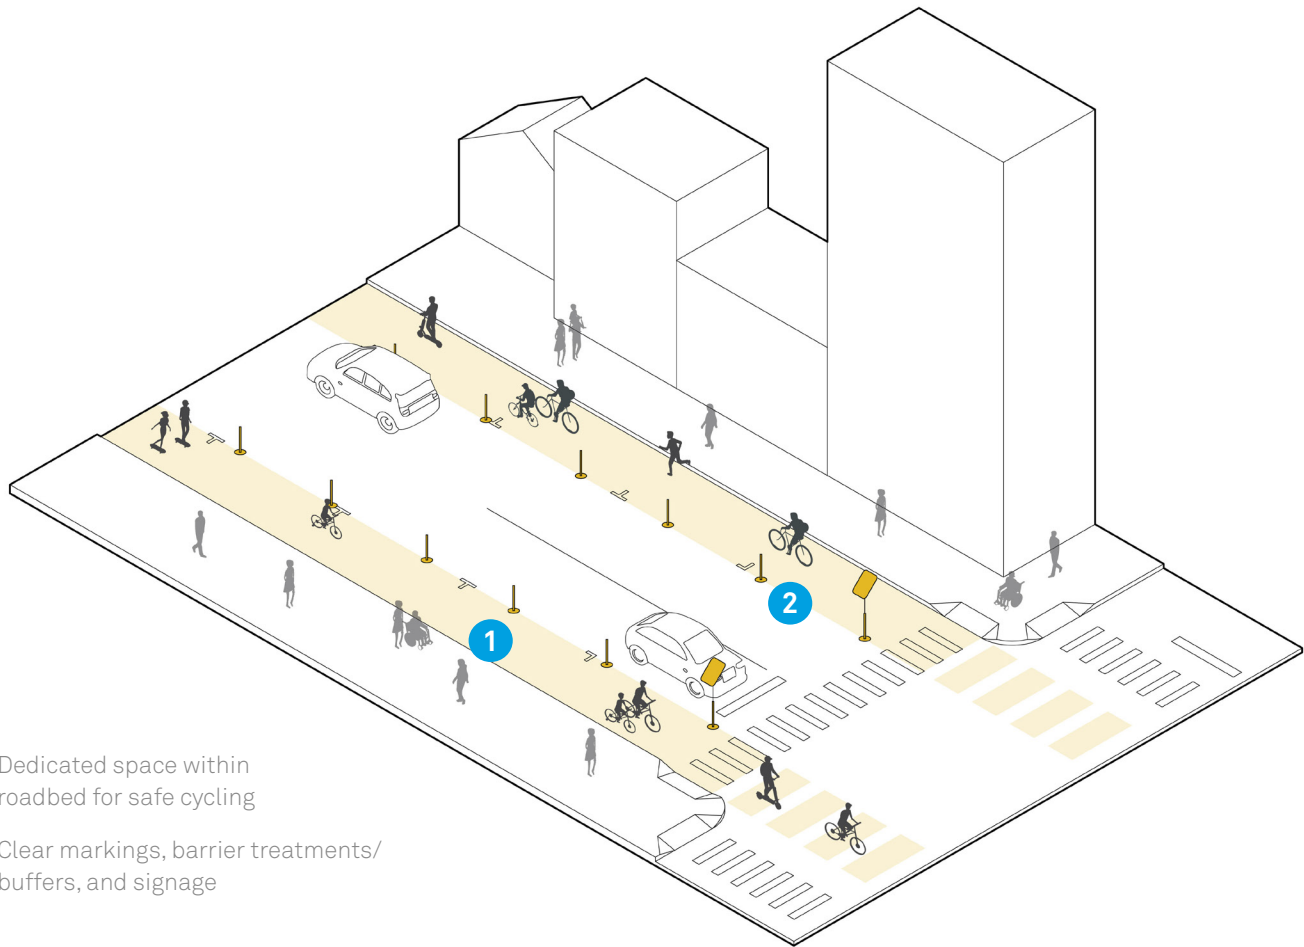 2
1
Dedicated space within
roadbed for safe cycling
Clear markings, barrier treatments/
buffers, and signage